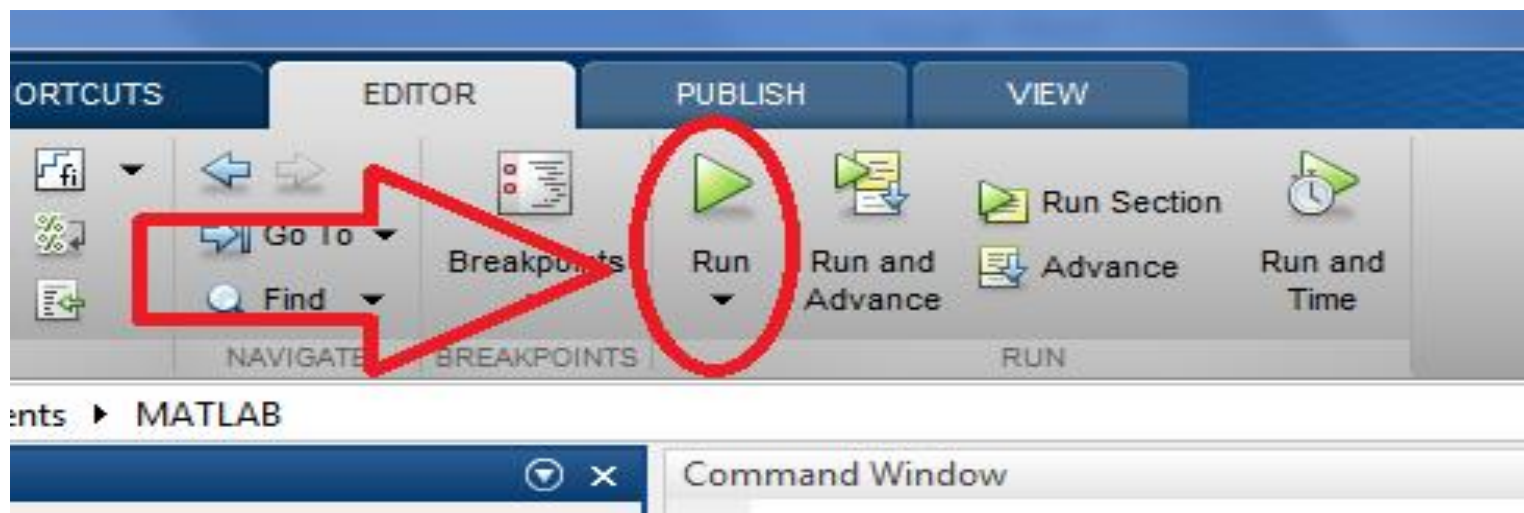 ORTCUTS EDITOR PUBLISH VIEW
fi
Go To
Find
NAVIGATE
Breakpoints
BREAKPOINTS
Run
Run and
Advance
Run Section
Advance
Run and
Time
RUN
ents MATLAB
Command Window